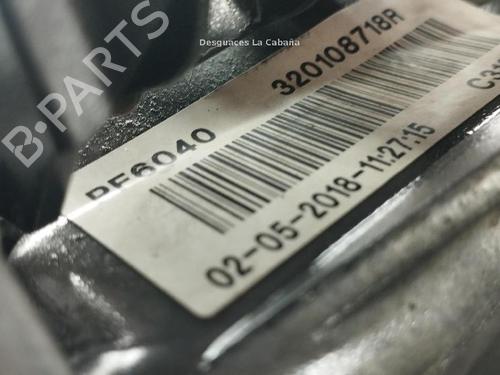 Desguaces La Cabaña
B-PARTS
320108718R
PF6040
02-05-2018-11:27:15